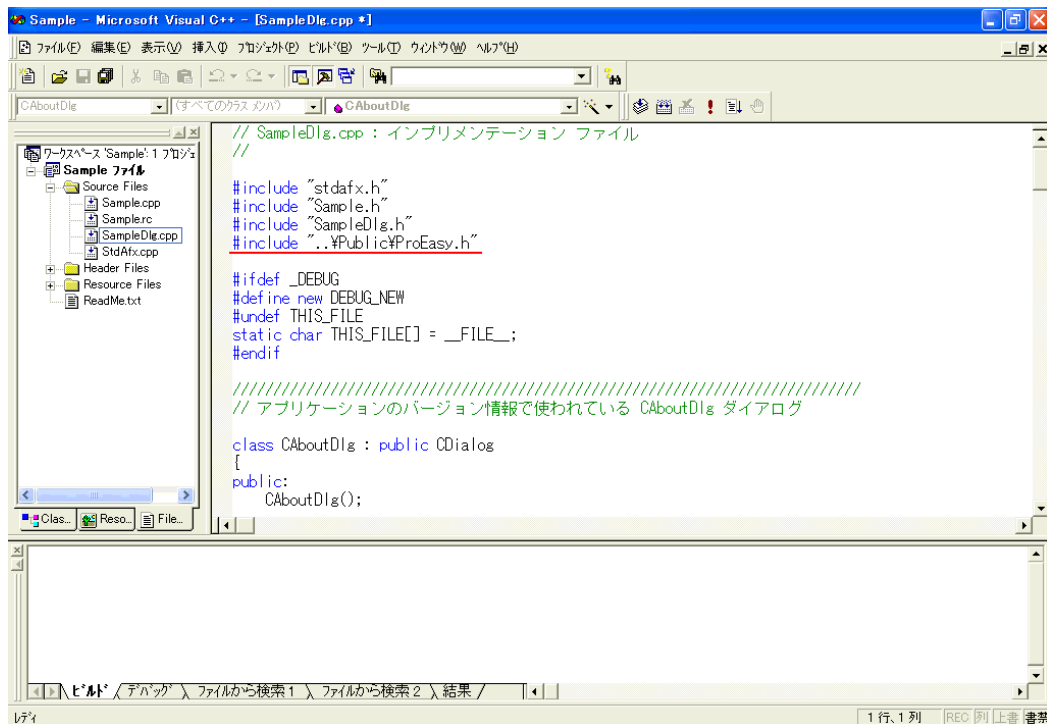 Sample - Microsoft Visual C++ - [SampleDlg.cpp *]
ファイル(F) 編集(E) 表示(V) 挿入(I) プロジェクト(P) ビルド(B) ツール(T) ウィンドウ(W) ヘルプ(H)
CAboutDlg (すべてのクラス メンバ) CAboutDlg
ワークスペース 'Sample': 1 プロジェ
Sample ファイル
Source Files
Sample.cpp
Sample.rc
SampleDlg.cpp
StdAfx.cpp
Header Files
Resource Files
ReadMe.txt
Clas... Reso... File...
// SampleDlg.cpp : インプリメンテーション ファイル
//
#include "stdafx.h"
#include "Sample.h"
#include "SampleDlg.h"
#include "..¥Public¥ProEasy.h"
#ifdef _DEBUG
#define new DEBUG_NEW
#undef THIS_FILE
static char THIS_FILE[] = __FILE__;
#endif
/////////////////////////////////////////////////////////////////////////////
// アプリケーションのバージョン情報で使われている CAboutDlg ダイアログ
class CAboutDlg : public CDialog
{
public:
CAboutDlg();
ビルド デバッグ ファイルから検索1 ファイルから検索2 結果
レディ
1 行、1 列 REC 列 上書 書禁